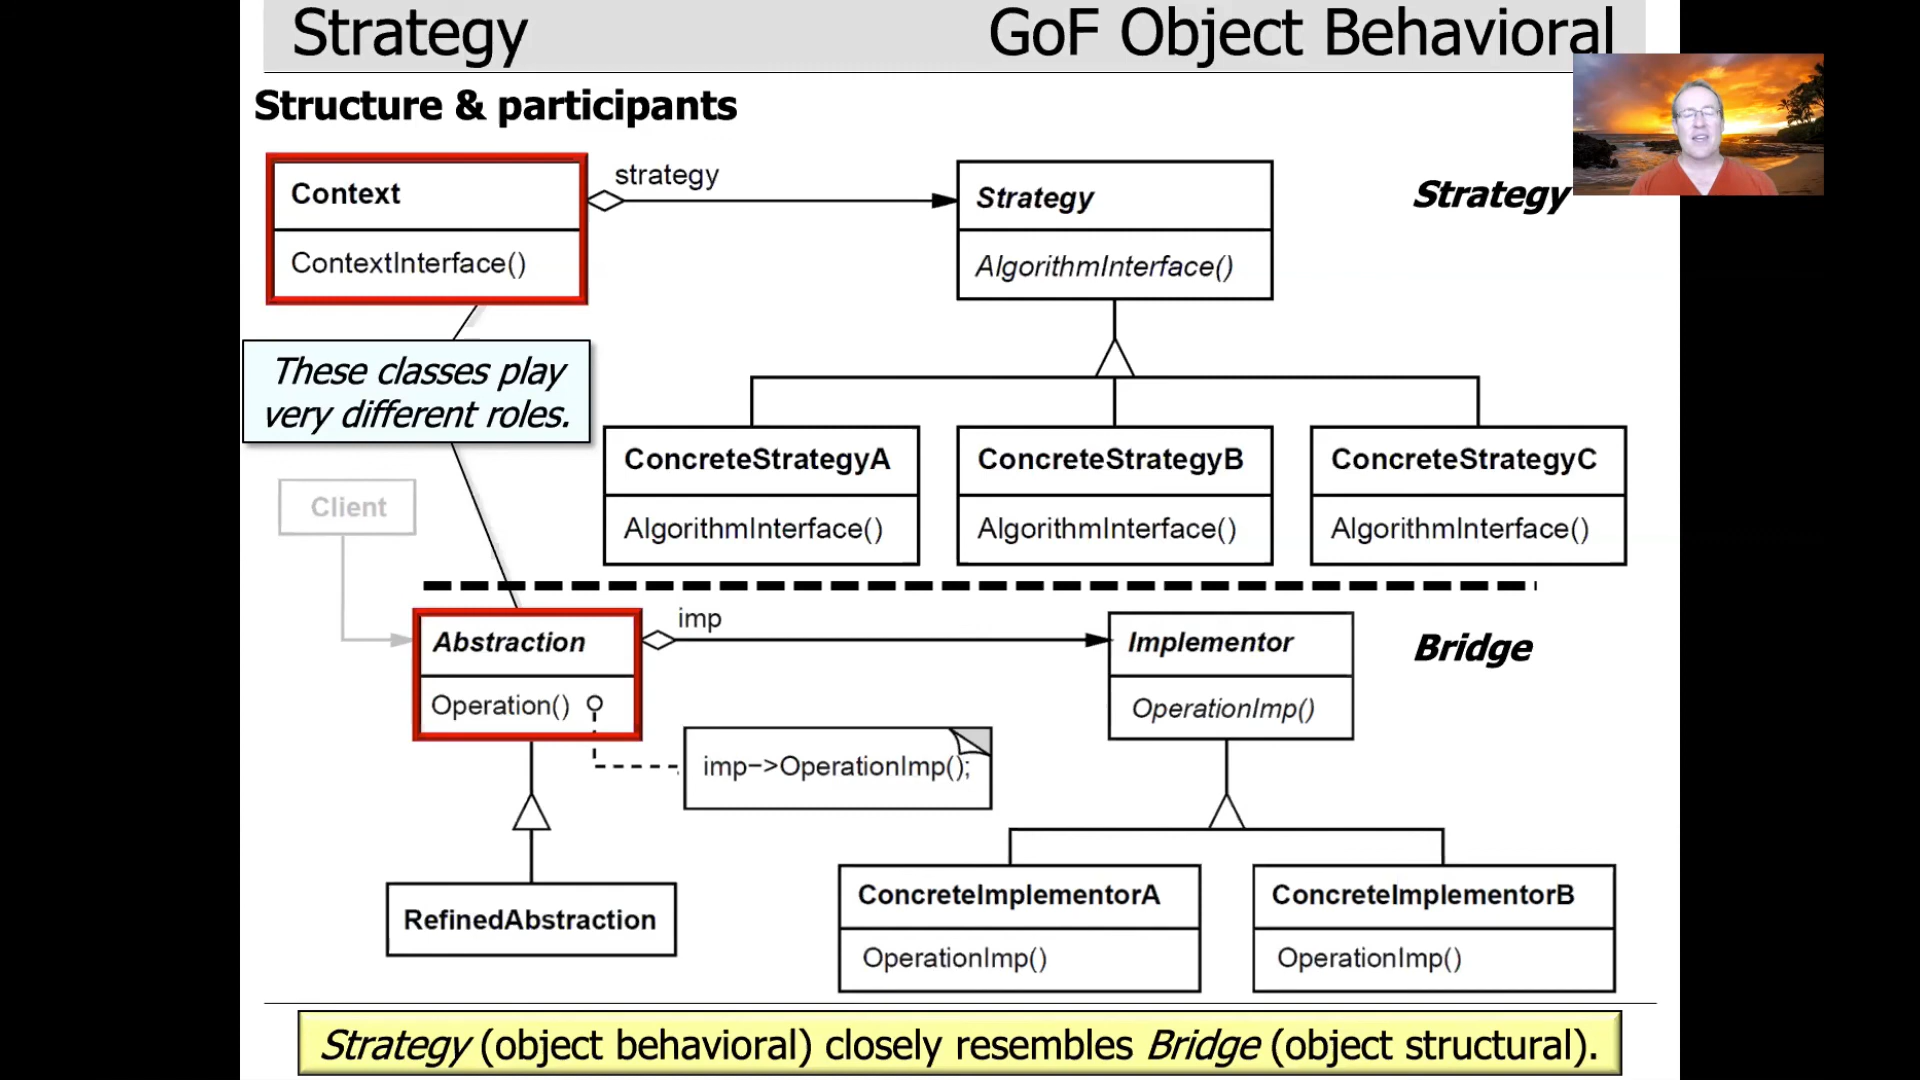 Strategy
GoF Object Behavioral
Structure & participants
Context
ContextInterface()
strategy
Strategy
AlgorithmInterface()
Strategy
These classes play
very different roles.
ConcreteStrategyA
AlgorithmInterface()
ConcreteStrategyB
AlgorithmInterface()
ConcreteStrategyC
AlgorithmInterface()
Client
Abstraction
Operation()
imp
Implementor
OperationImp()
Bridge
imp->OperationImp();
RefinedAbstraction
ConcreteImplementorA
OperationImp()
ConcreteImplementorB
OperationImp()
Strategy (object behavioral) closely resembles Bridge (object structural).